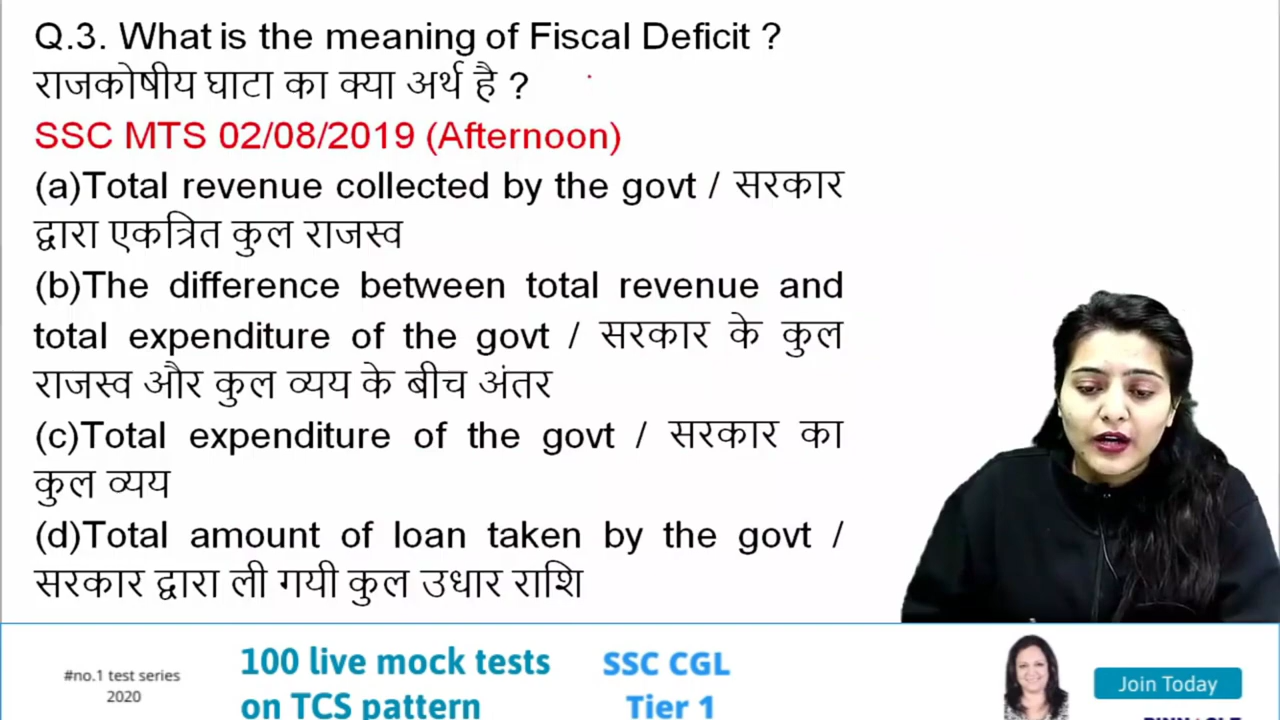 Q.3. What is the meaning of Fiscal Deficit ?
राजकोषीय घाटा का क्या अर्थ है ?
SSC MTS 02/08/2019 (Afternoon)
(a)Total revenue collected by the govt / सरकार
द्वारा एकत्रित कुल राजस्व
(b)The difference between total revenue and
total expenditure of the govt / सरकार के कुल
राजस्व और कुल व्यय के बीच अंतर
(c)Total expenditure of the govt / सरकार का
कुल व्यय
(d)Total amount of loan taken by the govt /
सरकार द्वारा ली गयी कुल उधार राशि
#no.1 test series
2020
100 live mock tests
on TCS pattern
SSC CGL
Tier 1
Join Today